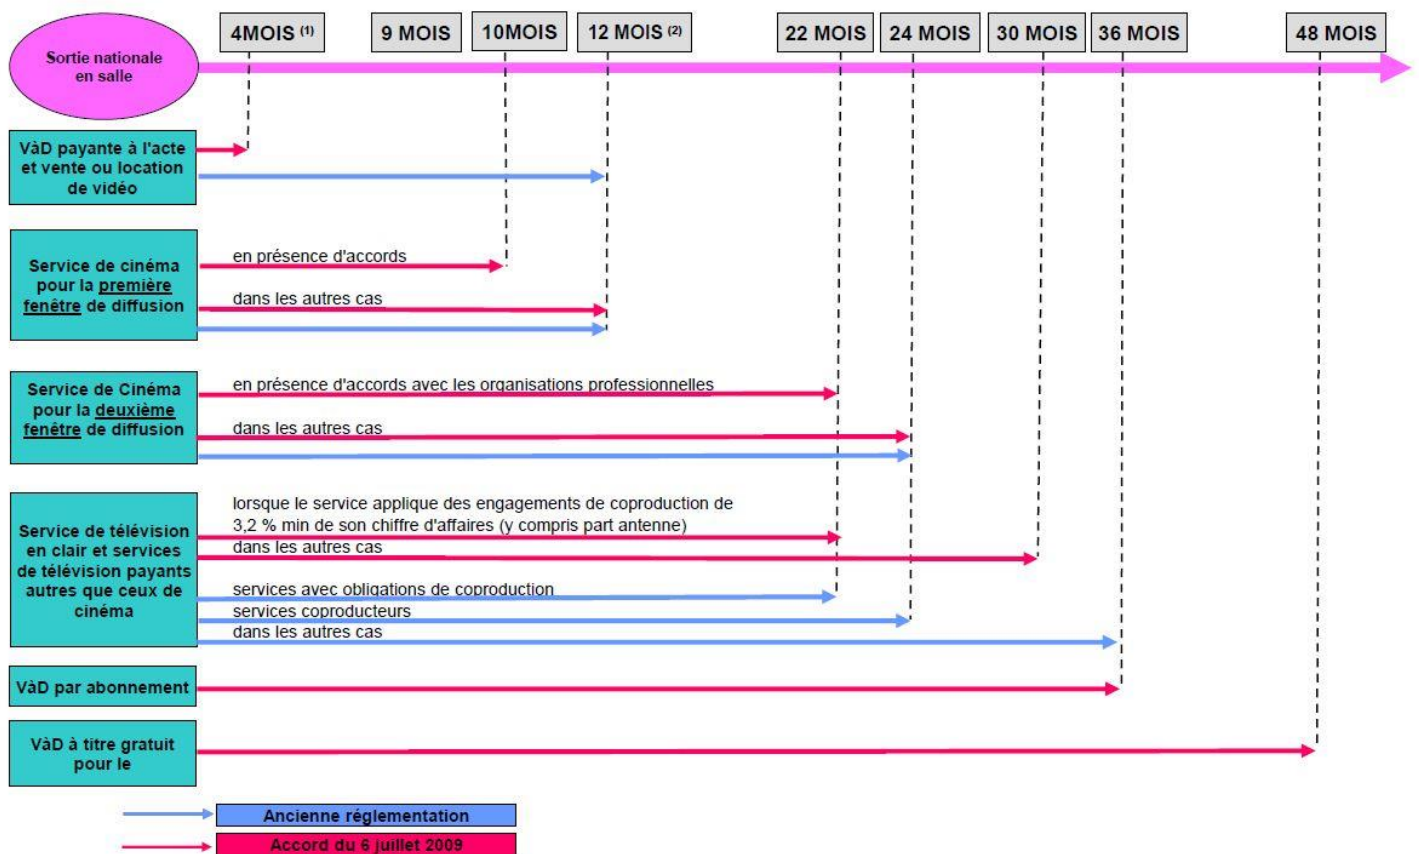 4MOIS (1)
9 MOIS
10MOIS
12 MOIS (2)
22 MOIS
24 MOIS
30 MOIS
36 MOIS
48 MOIS
Sortie nationale
en salle
VàD payante à l'acte
et vente ou location
de vidéo
Service de cinéma
pour la première
fenêtre de diffusion
en présence d'accords
dans les autres cas
Service de Cinéma
pour la deuxième
fenêtre de diffusion
en présence d'accords avec les organisations professionnelles
dans les autres cas
Service de télévision
en clair et services
de télévision payants
autres que ceux de
cinéma
lorsque le service applique des engagements de coproduction de
3,2 % min de son chiffre d'affaires (y compris part antenne)
dans les autres cas
services avec obligations de coproduction
services coproducteurs
dans les autres cas
VàD par abonnement
VàD à titre gratuit
pour le
Ancienne réglementation
Accord du 6 juillet 2009